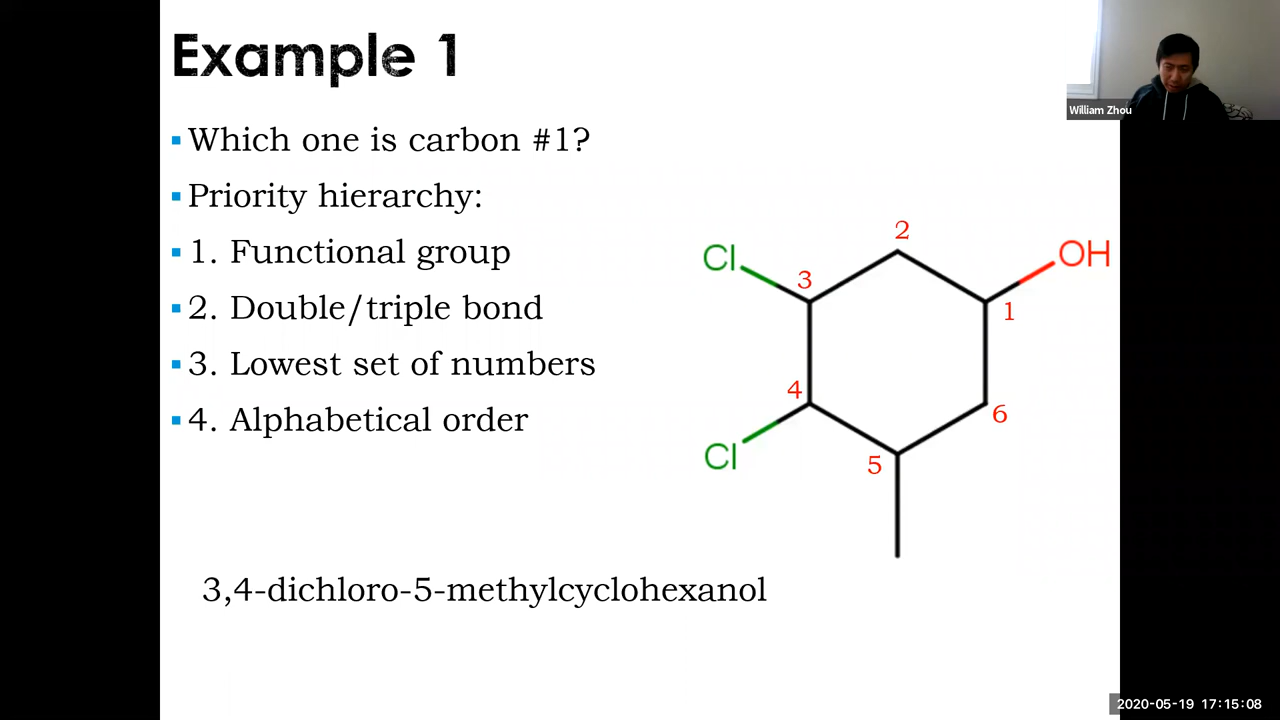 Example 1
William Zhou
▪Which one is carbon #1?
▪Priority hierarchy:
▪1. Functional group
▪2. Double/triple bond
▪3. Lowest set of numbers
▪4. Alphabetical order
2
Cl
OH
3
1
4
6
Cl
5
3,4-dichloro-5-methylcyclohexanol
2020-05-19 17:15:08